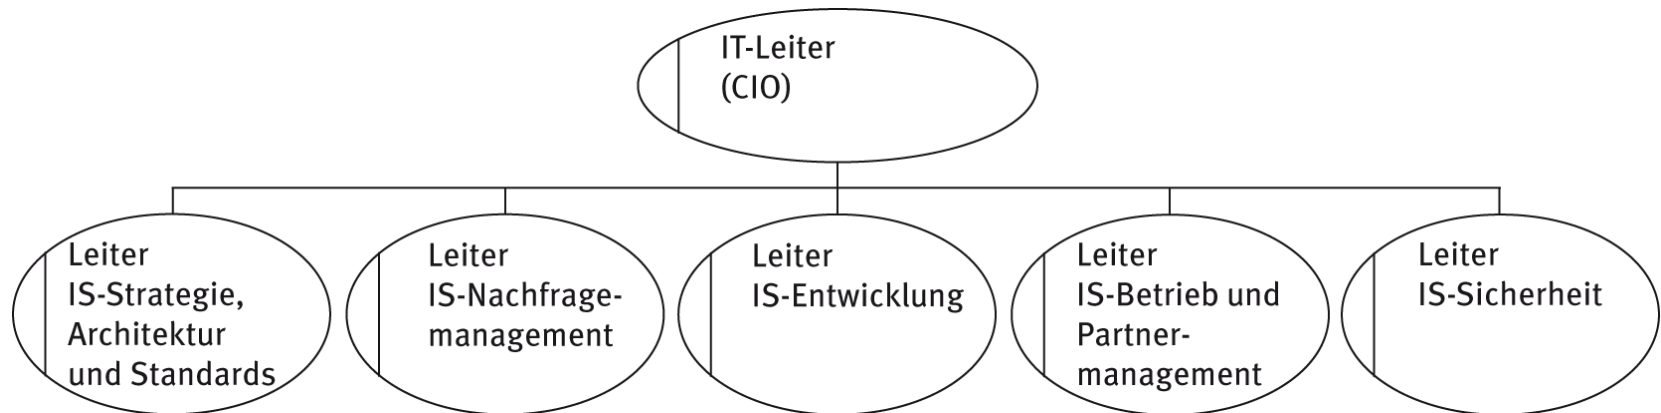 IT-Leiter
(CIO)
Leiter
IS-Strategie,
Architektur
und Standards
Leiter
IS-Nachfrage-
management
Leiter
IS-Entwicklung
Leiter
IS-Betrieb und
Partner-
management
Leiter
IS-Sicherheit